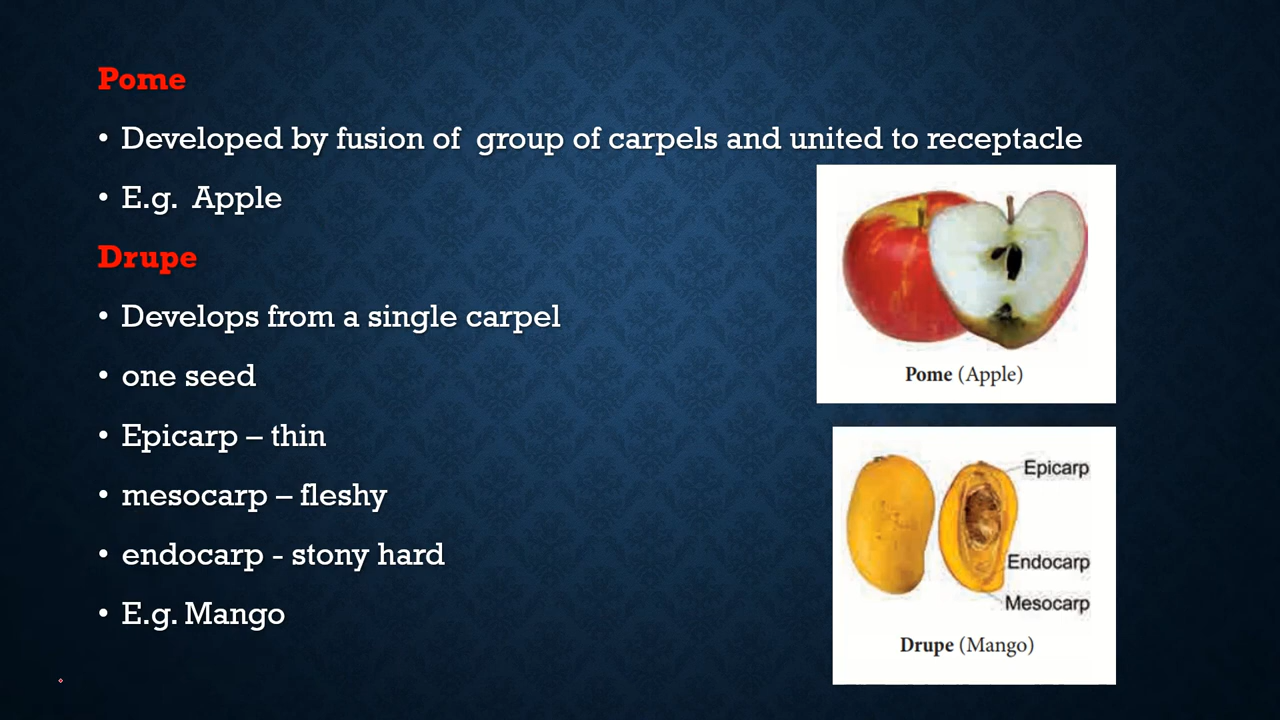 Pome
• Developed by fusion of  group of carpels and united to receptacle
• E.g.  Apple
Drupe
• Develops from a single carpel
• one seed
• Epicarp – thin
• mesocarp – fleshy
• endocarp - stony hard
• E.g. Mango
Pome (Apple)
Epicarp
Endocarp
Mesocarp
Drupe (Mango)